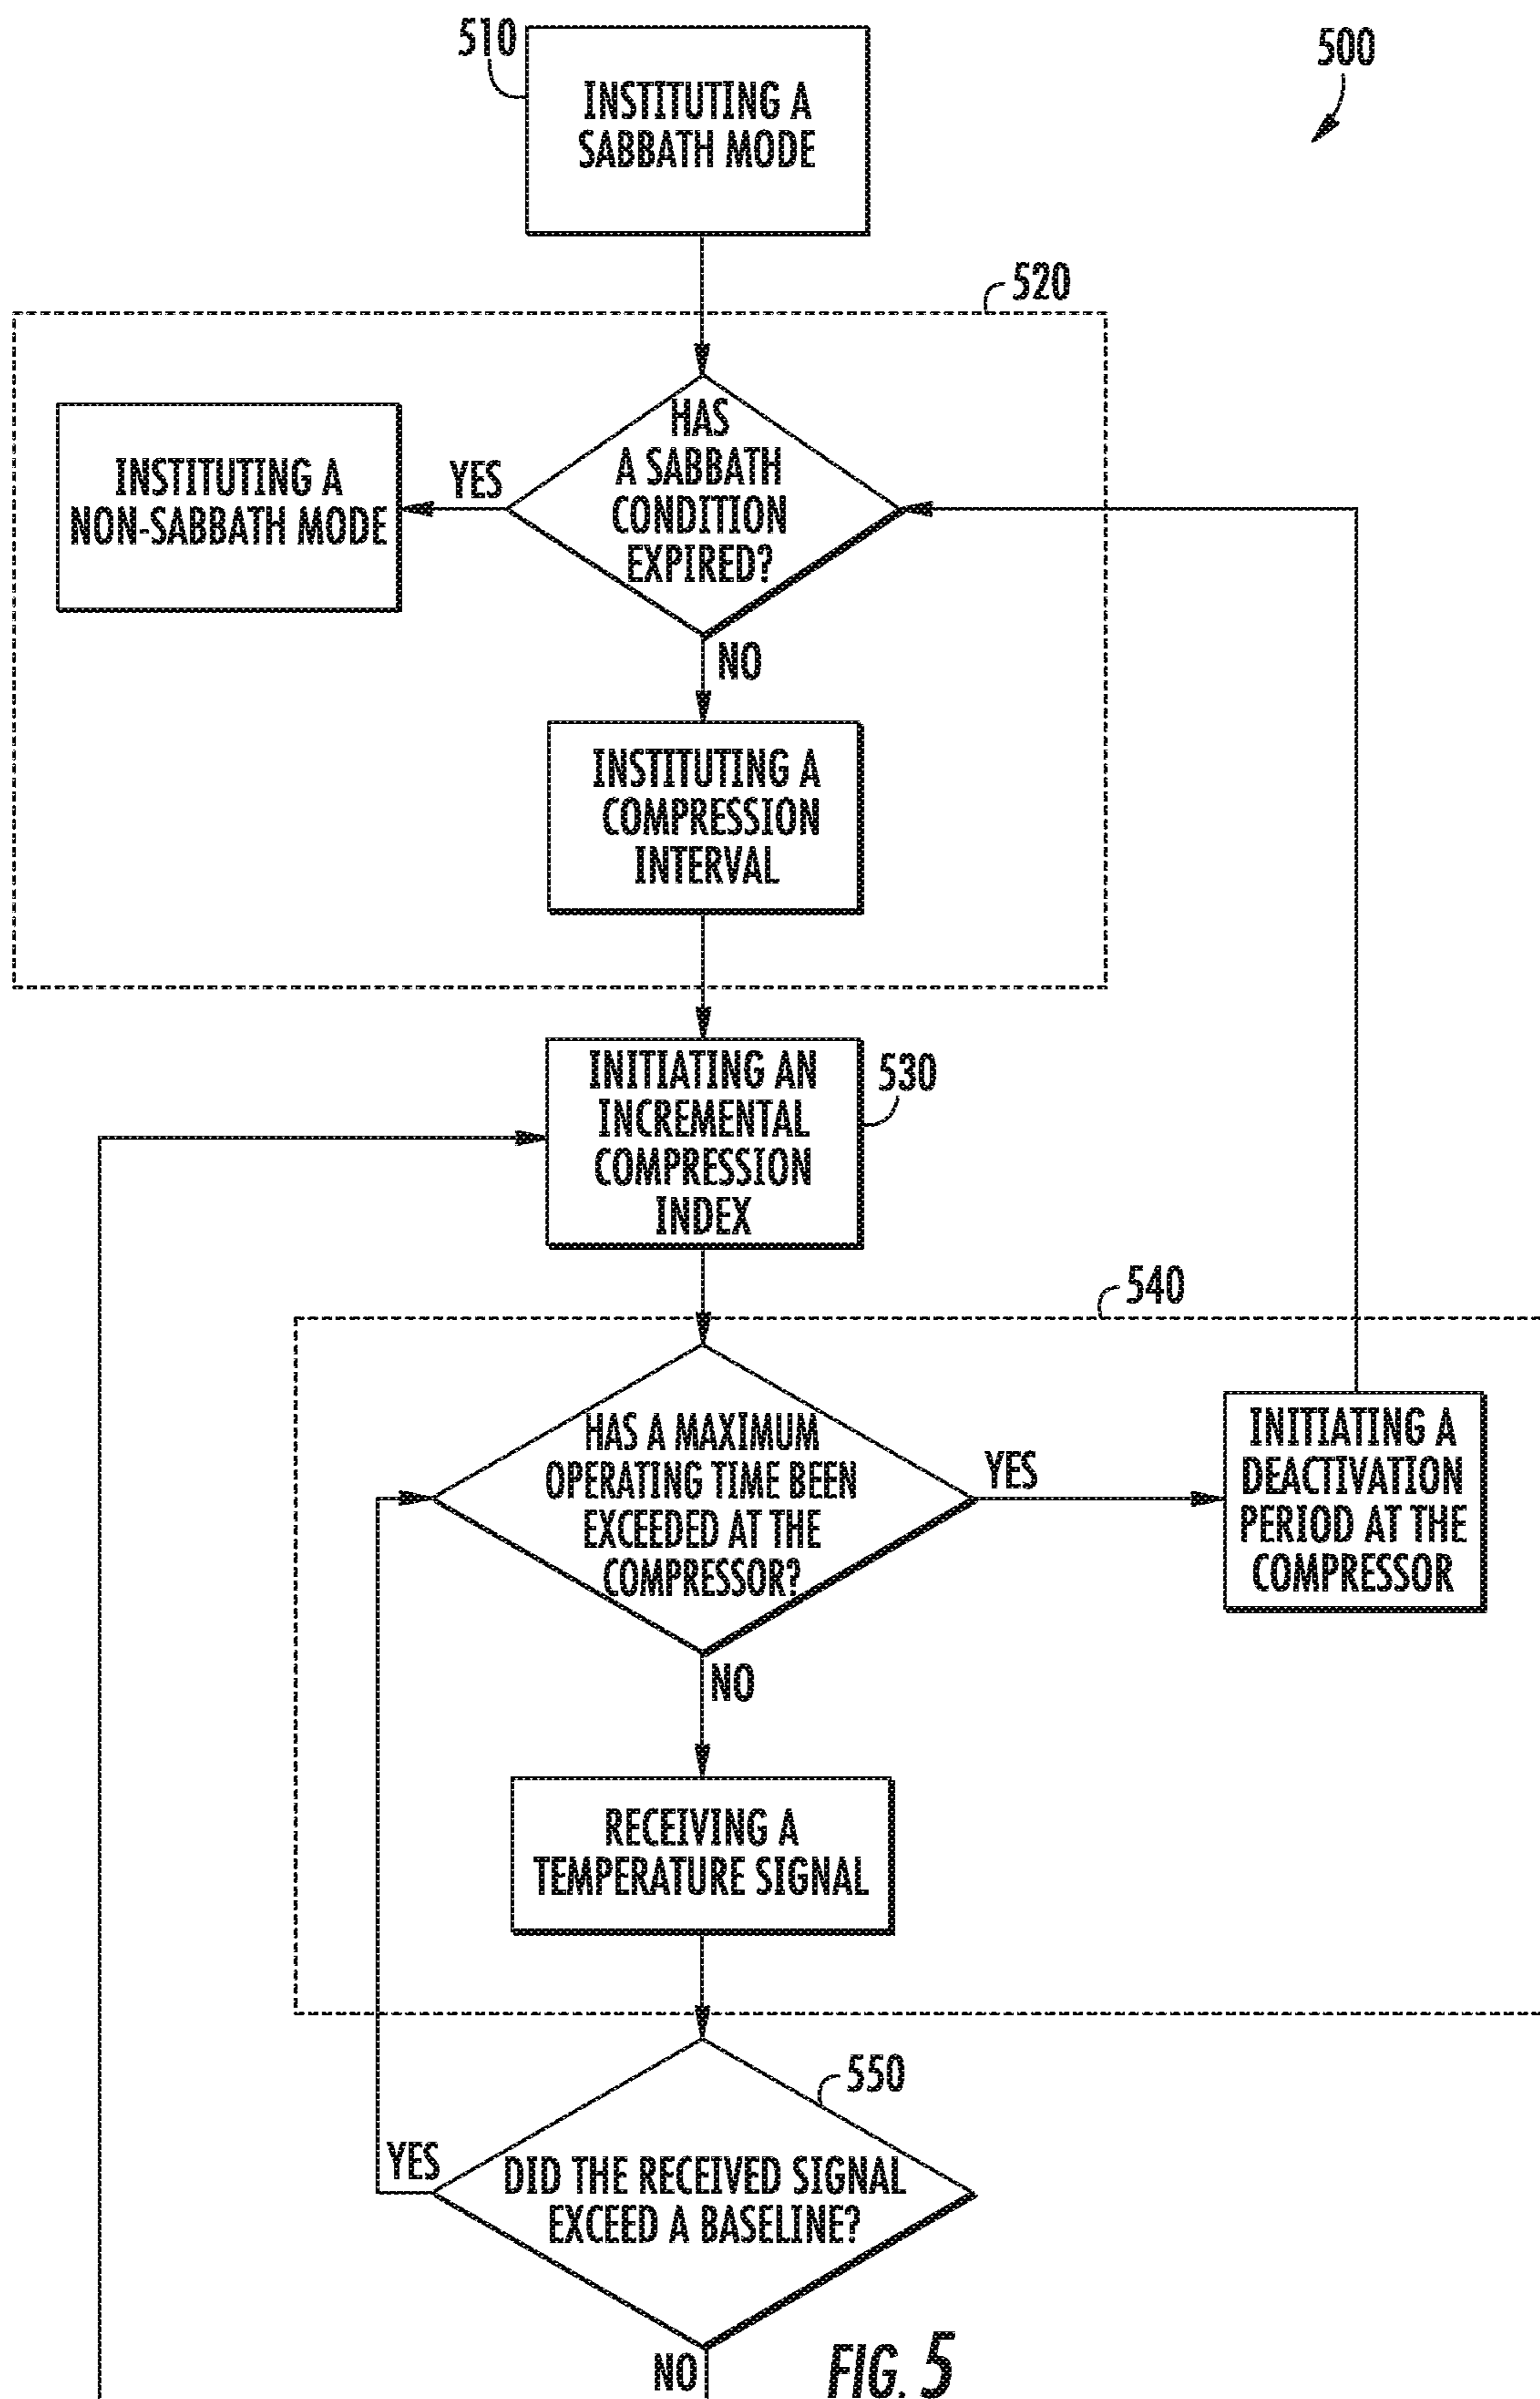 510
INSTITUTING A
SABBATH MODE
500
520
HAS
A SABBATH
CONDITION
EXPIRED?
YES
INSTITUTING A
NON-SABBATH MODE
NO
INSTITUTING A
COMPRESSION
INTERVAL
INITIATING AN
INCREMENTAL
COMPRESSION
INDEX
530
540
HAS A MAXIMUM
OPERATING TIME BEEN
EXCEEDED AT THE
COMPRESSOR?
YES
INITIATING A
DEACTIVATION
PERIOD AT THE
COMPRESSOR
NO
RECEIVING A
TEMPERATURE SIGNAL
550
YES
DID THE RECEIVED SIGNAL
EXCEED A BASELINE?
NO
FIG. 5